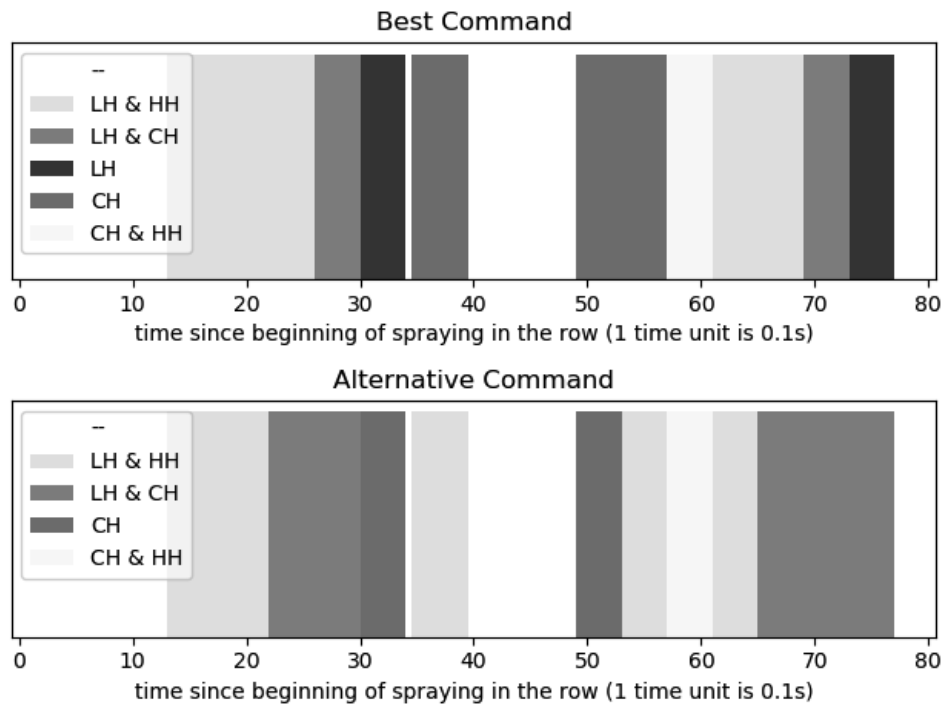 Best Command
--
LH & HH
LH & CH
LH
CH
CH & HH
0 10 20 30 40 50 60 70 80
time since beginning of spraying in the row (1 time unit is 0.1s)
Alternative Command
--
LH & HH
LH & CH
CH
CH & HH
0 10 20 30 40 50 60 70 80
time since beginning of spraying in the row (1 time unit is 0.1s)